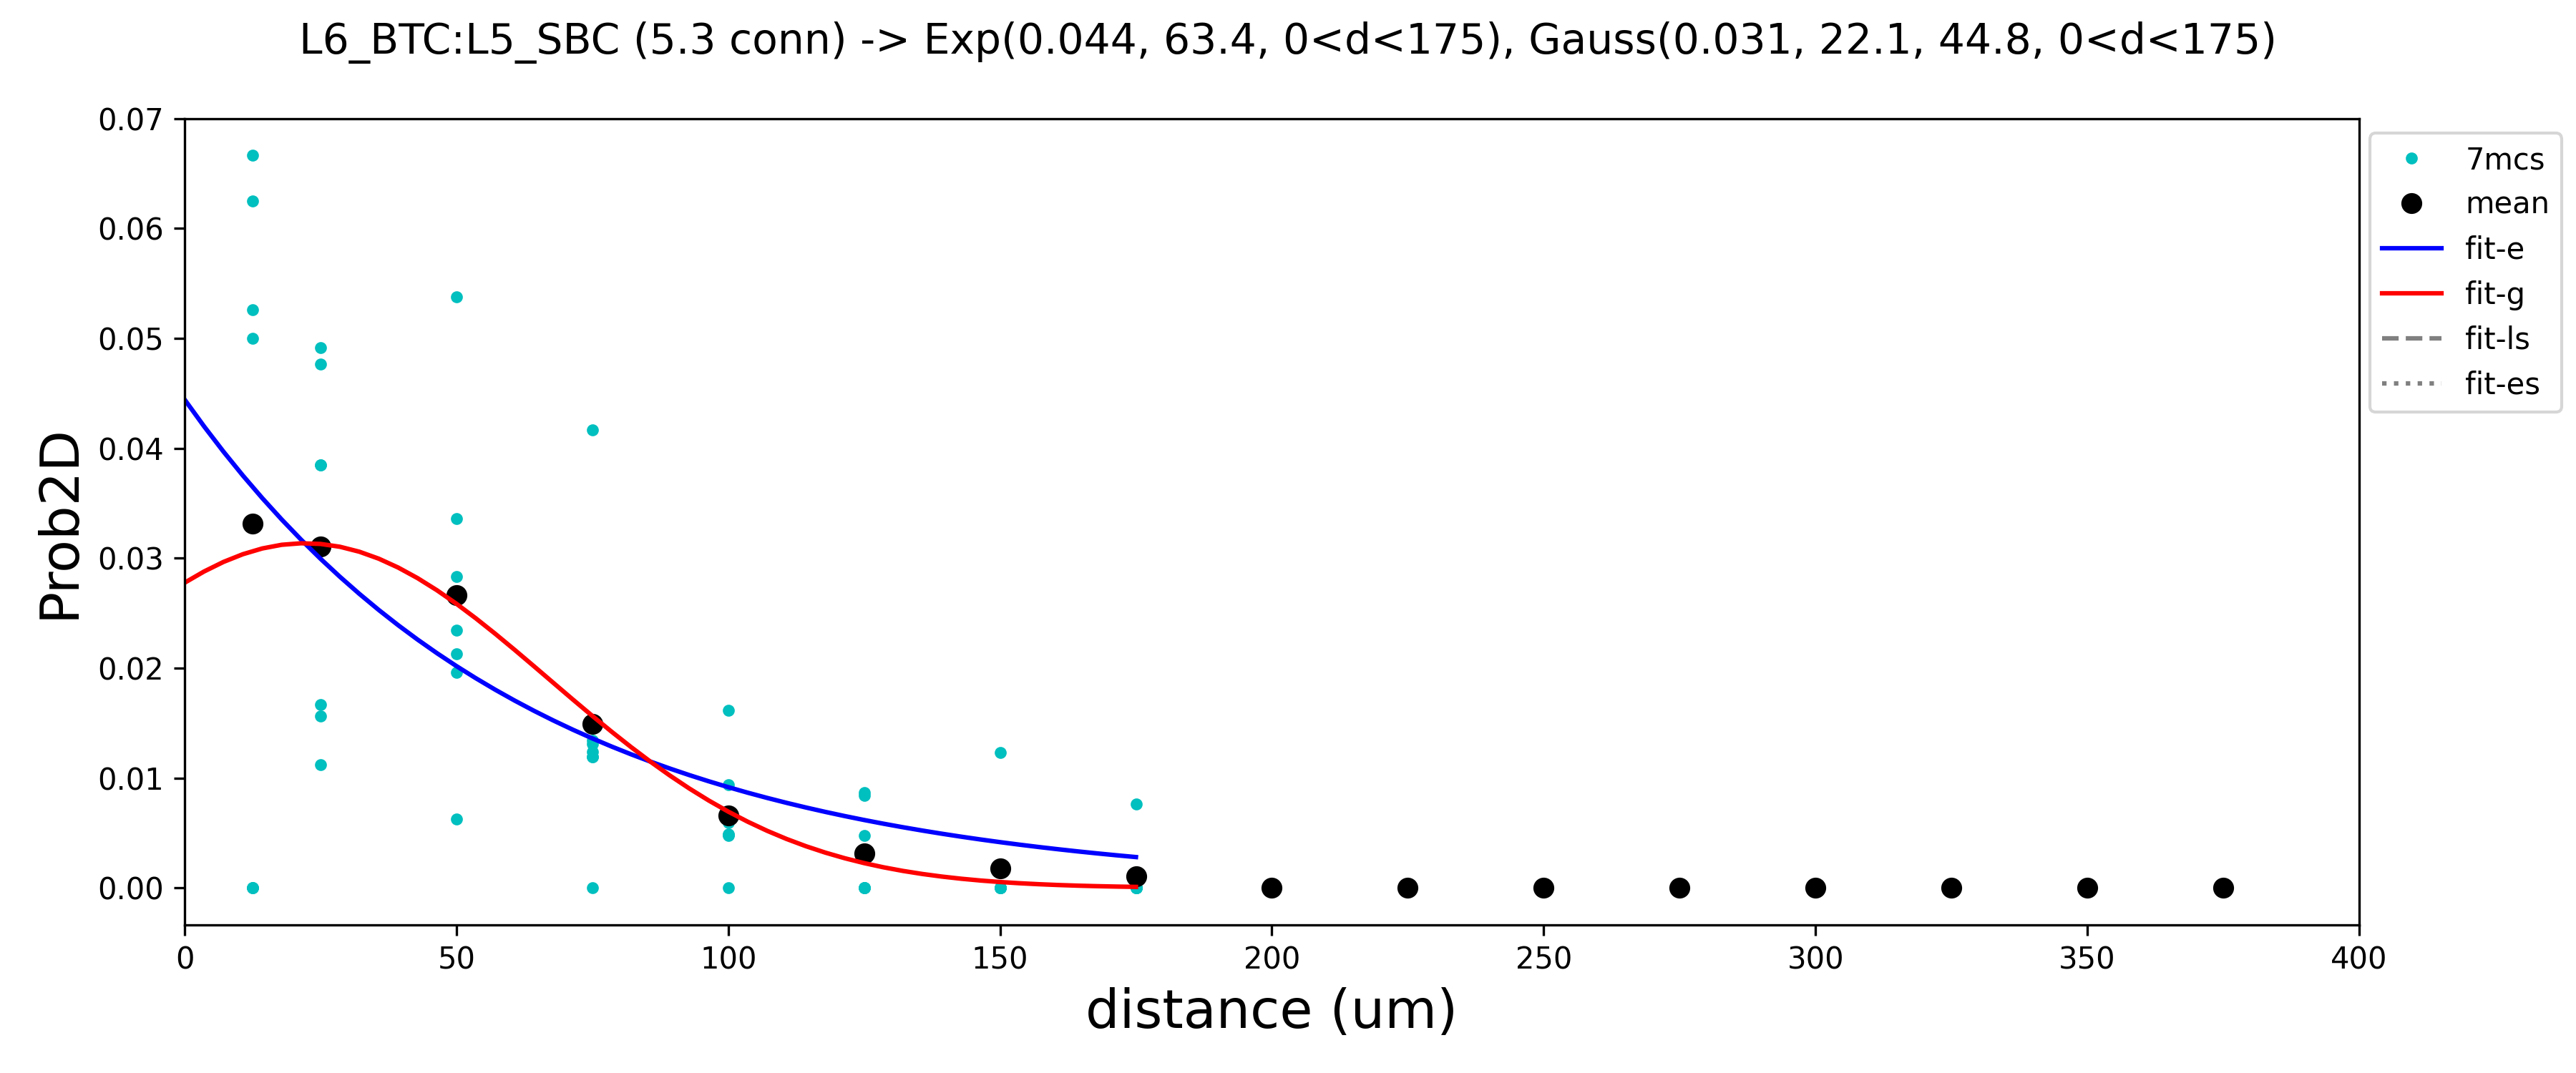 L6_BTC:L5_SBC (5.3 conn) -> Exp(0.044, 63.4, 0<d<175), Gauss(0.031, 22.1, 44.8, 0<d<175)
0.07
0.06
0.05
0.04
0.03
0.02
0.01
0.00
Prob2D
0 50 100 150 200 250 300 350 400
distance (um)
7mcs
mean
fit-e
fit-g
fit-ls
fit-es